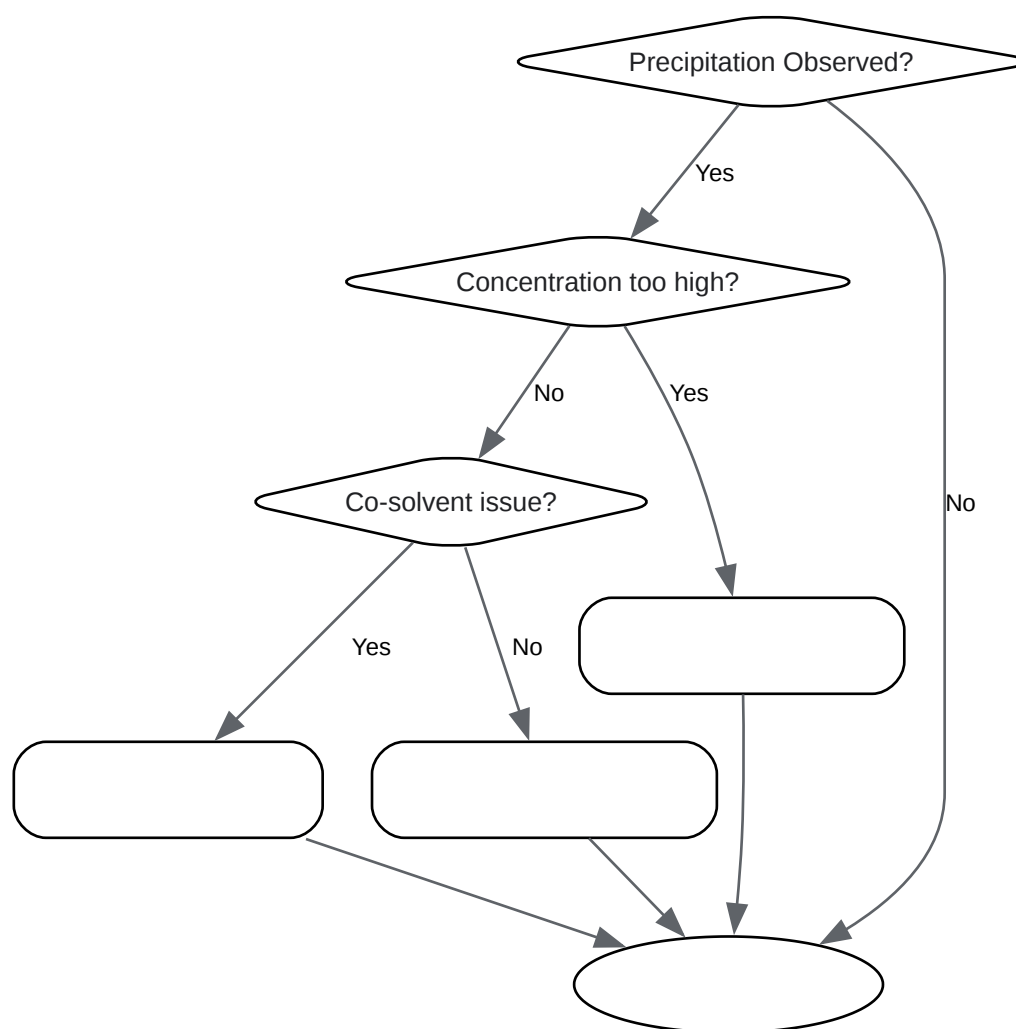 Precipitation Observed?
Yes
Concentration too high?
No
Yes
Co-solvent issue?
No
Yes
No